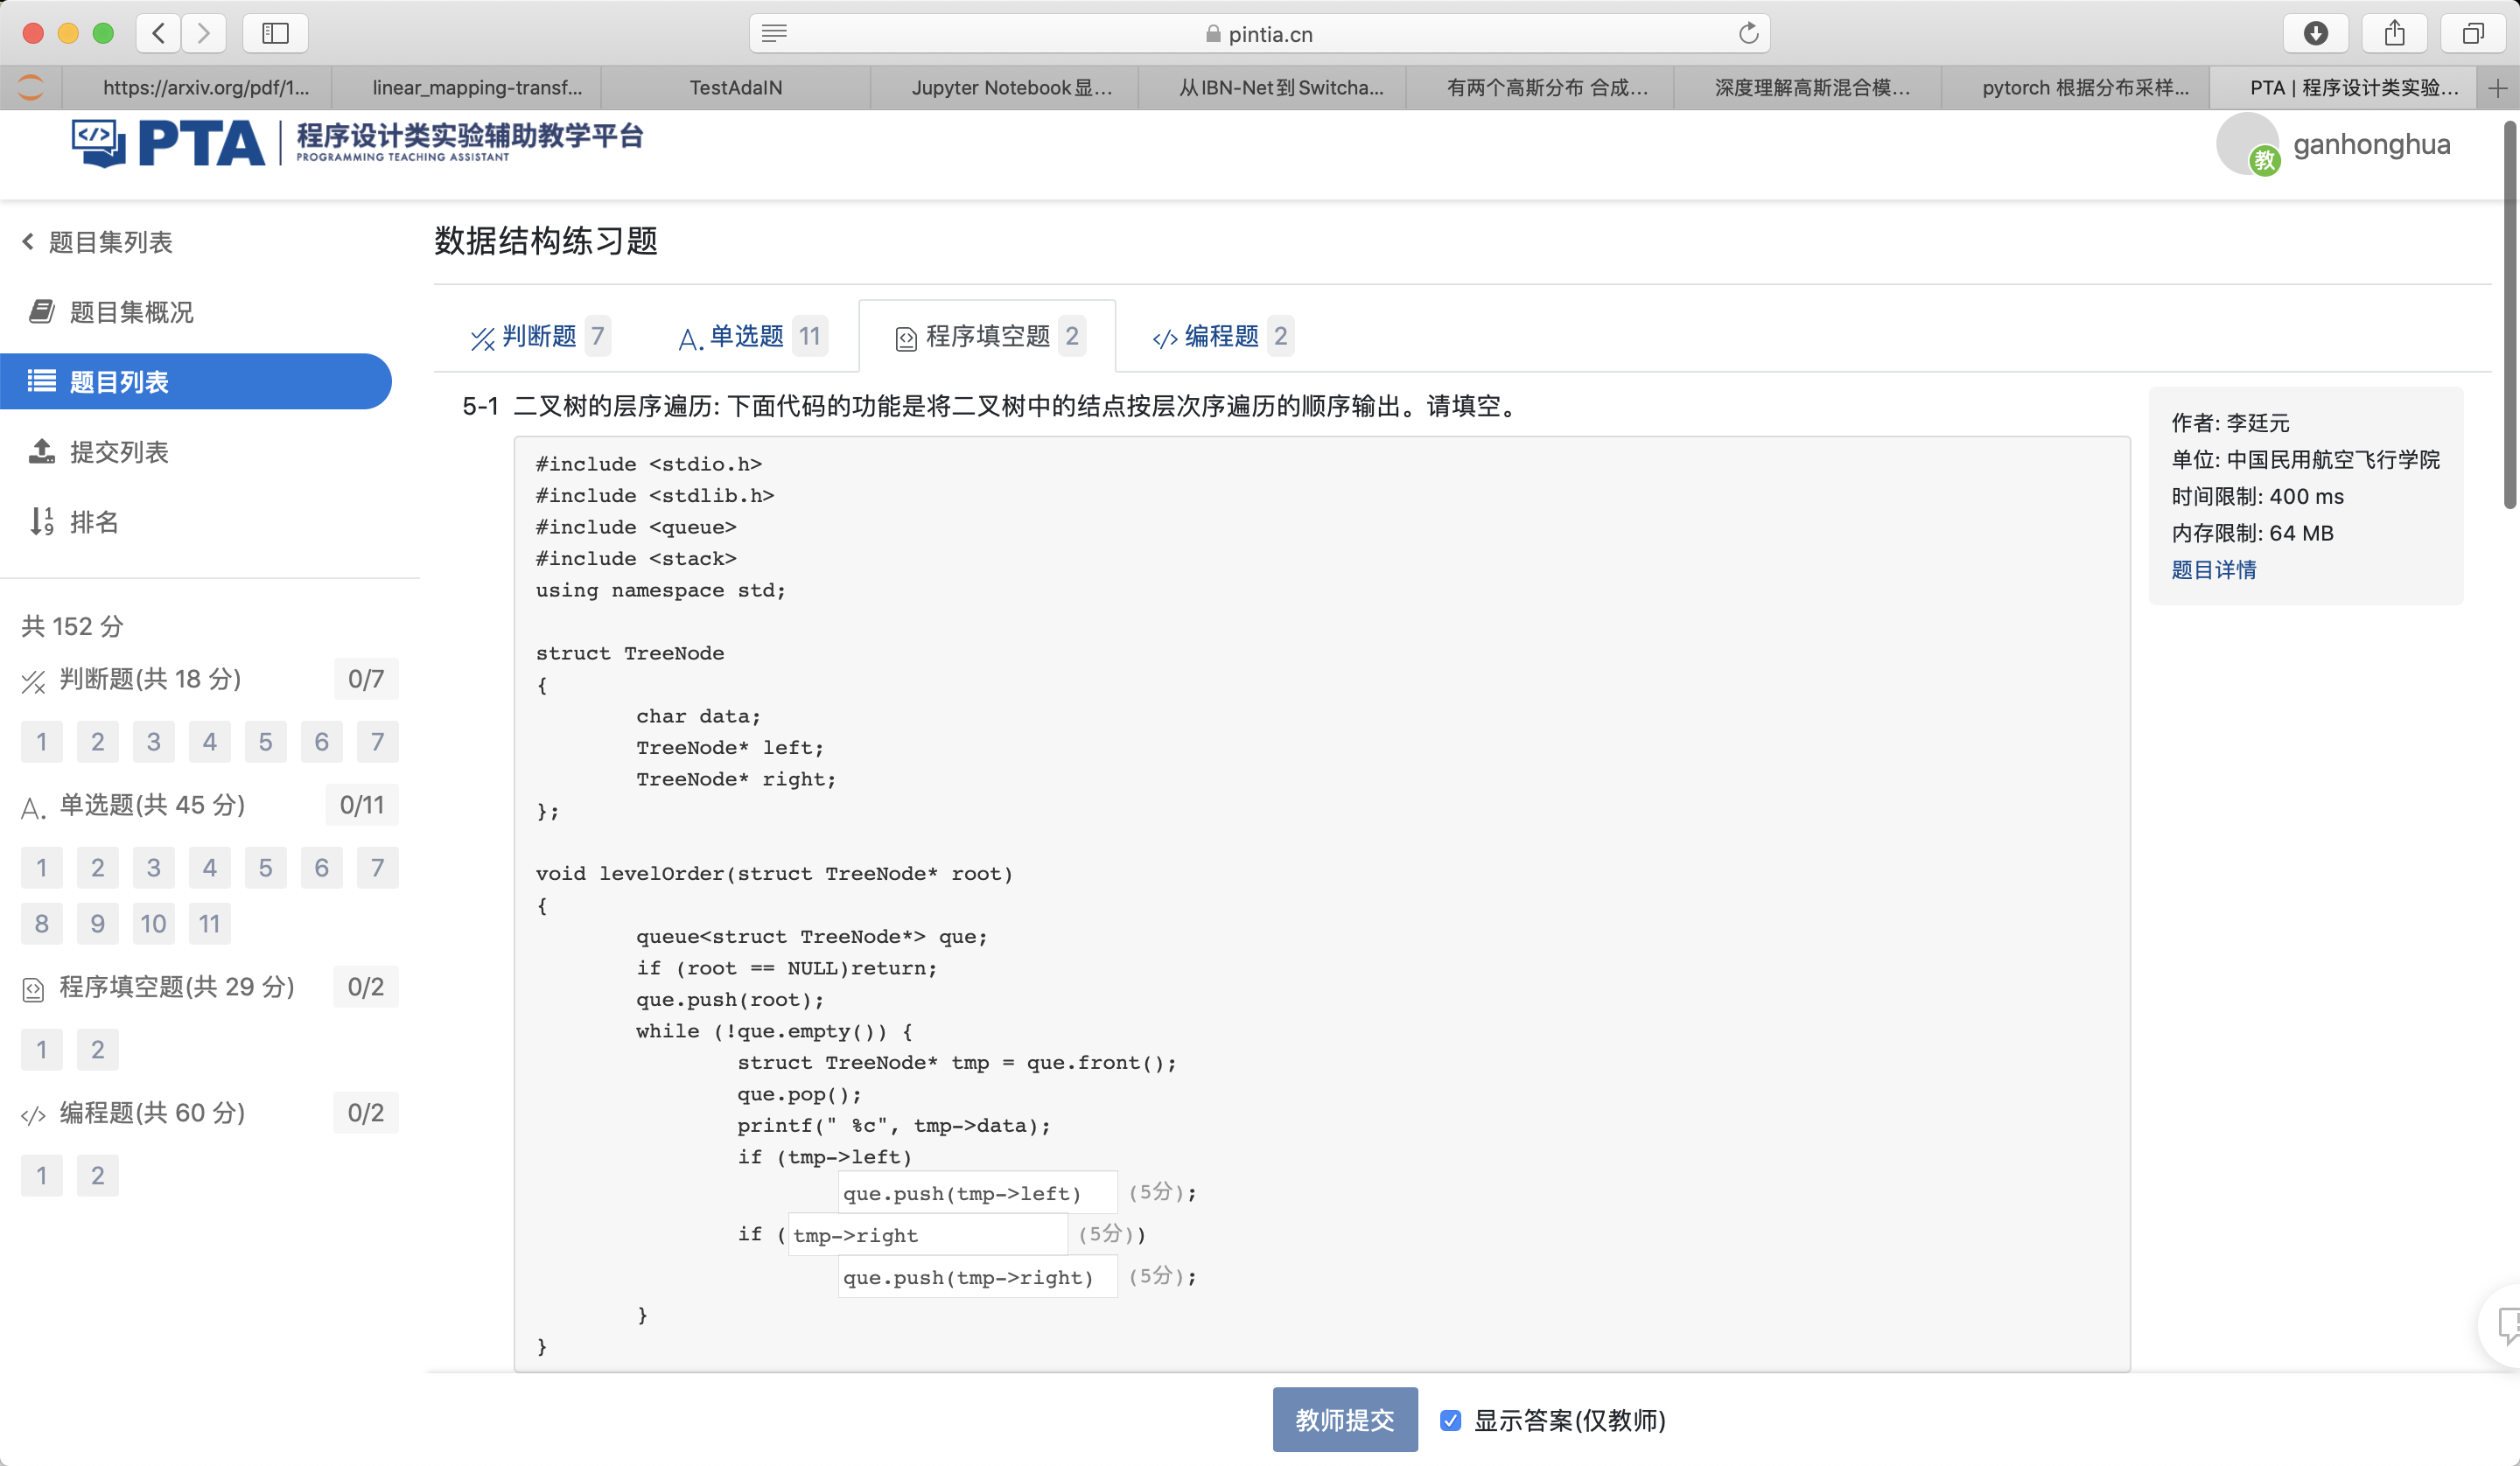 pintia.cn
https://arxiv.org/pdf/1...
linear_mapping-transf...
TestAdaIN
Jupyter Notebook显...
从IBN-Net到Switcha...
有两个高斯分布 合成...
深度理解高斯混合模...
pytorch 根据分布采样...
PTA | 程序设计类实验...
PTA
程序设计类实验辅助教学平台
PROGRAMMING TEACHING ASSISTANT
教
ganhonghua
题目集列表
题目集概况
题目列表
提交列表
排名
共 152 分
判断题(共 18 分)
0/7
1 2 3 4 5 6 7
单选题(共 45 分)
0/11
1 2 3 4 5 6 7
8 9 10 11
程序填空题(共 29 分)
0/2
1 2
编程题(共 60 分)
0/2
1 2
数据结构练习题
判断题 7
A. 单选题 11
程序填空题 2
</> 编程题 2
5-1 二叉树的层序遍历: 下面代码的功能是将二叉树中的结点按层次序遍历的顺序输出。请填空。
#include <stdio.h>
#include <stdlib.h>
#include <queue>
#include <stack>
using namespace std;
struct TreeNode
{
char data;
TreeNode* left;
TreeNode* right;
};
void levelOrder(struct TreeNode* root)
{
queue<struct TreeNode*> que;
if (root == NULL)return;
que.push(root);
while (!que.empty()) {
struct TreeNode* tmp = que.front();
que.pop();
printf(" %c", tmp->data);
if (tmp->left)
que.push(tmp->left) (5分);
if (tmp->right (5分))
que.push(tmp->right) (5分);
}
}
作者: 李廷元
单位: 中国民用航空飞行学院
时间限制: 400 ms
内存限制: 64 MB
题目详情
教师提交
显示答案(仅教师)